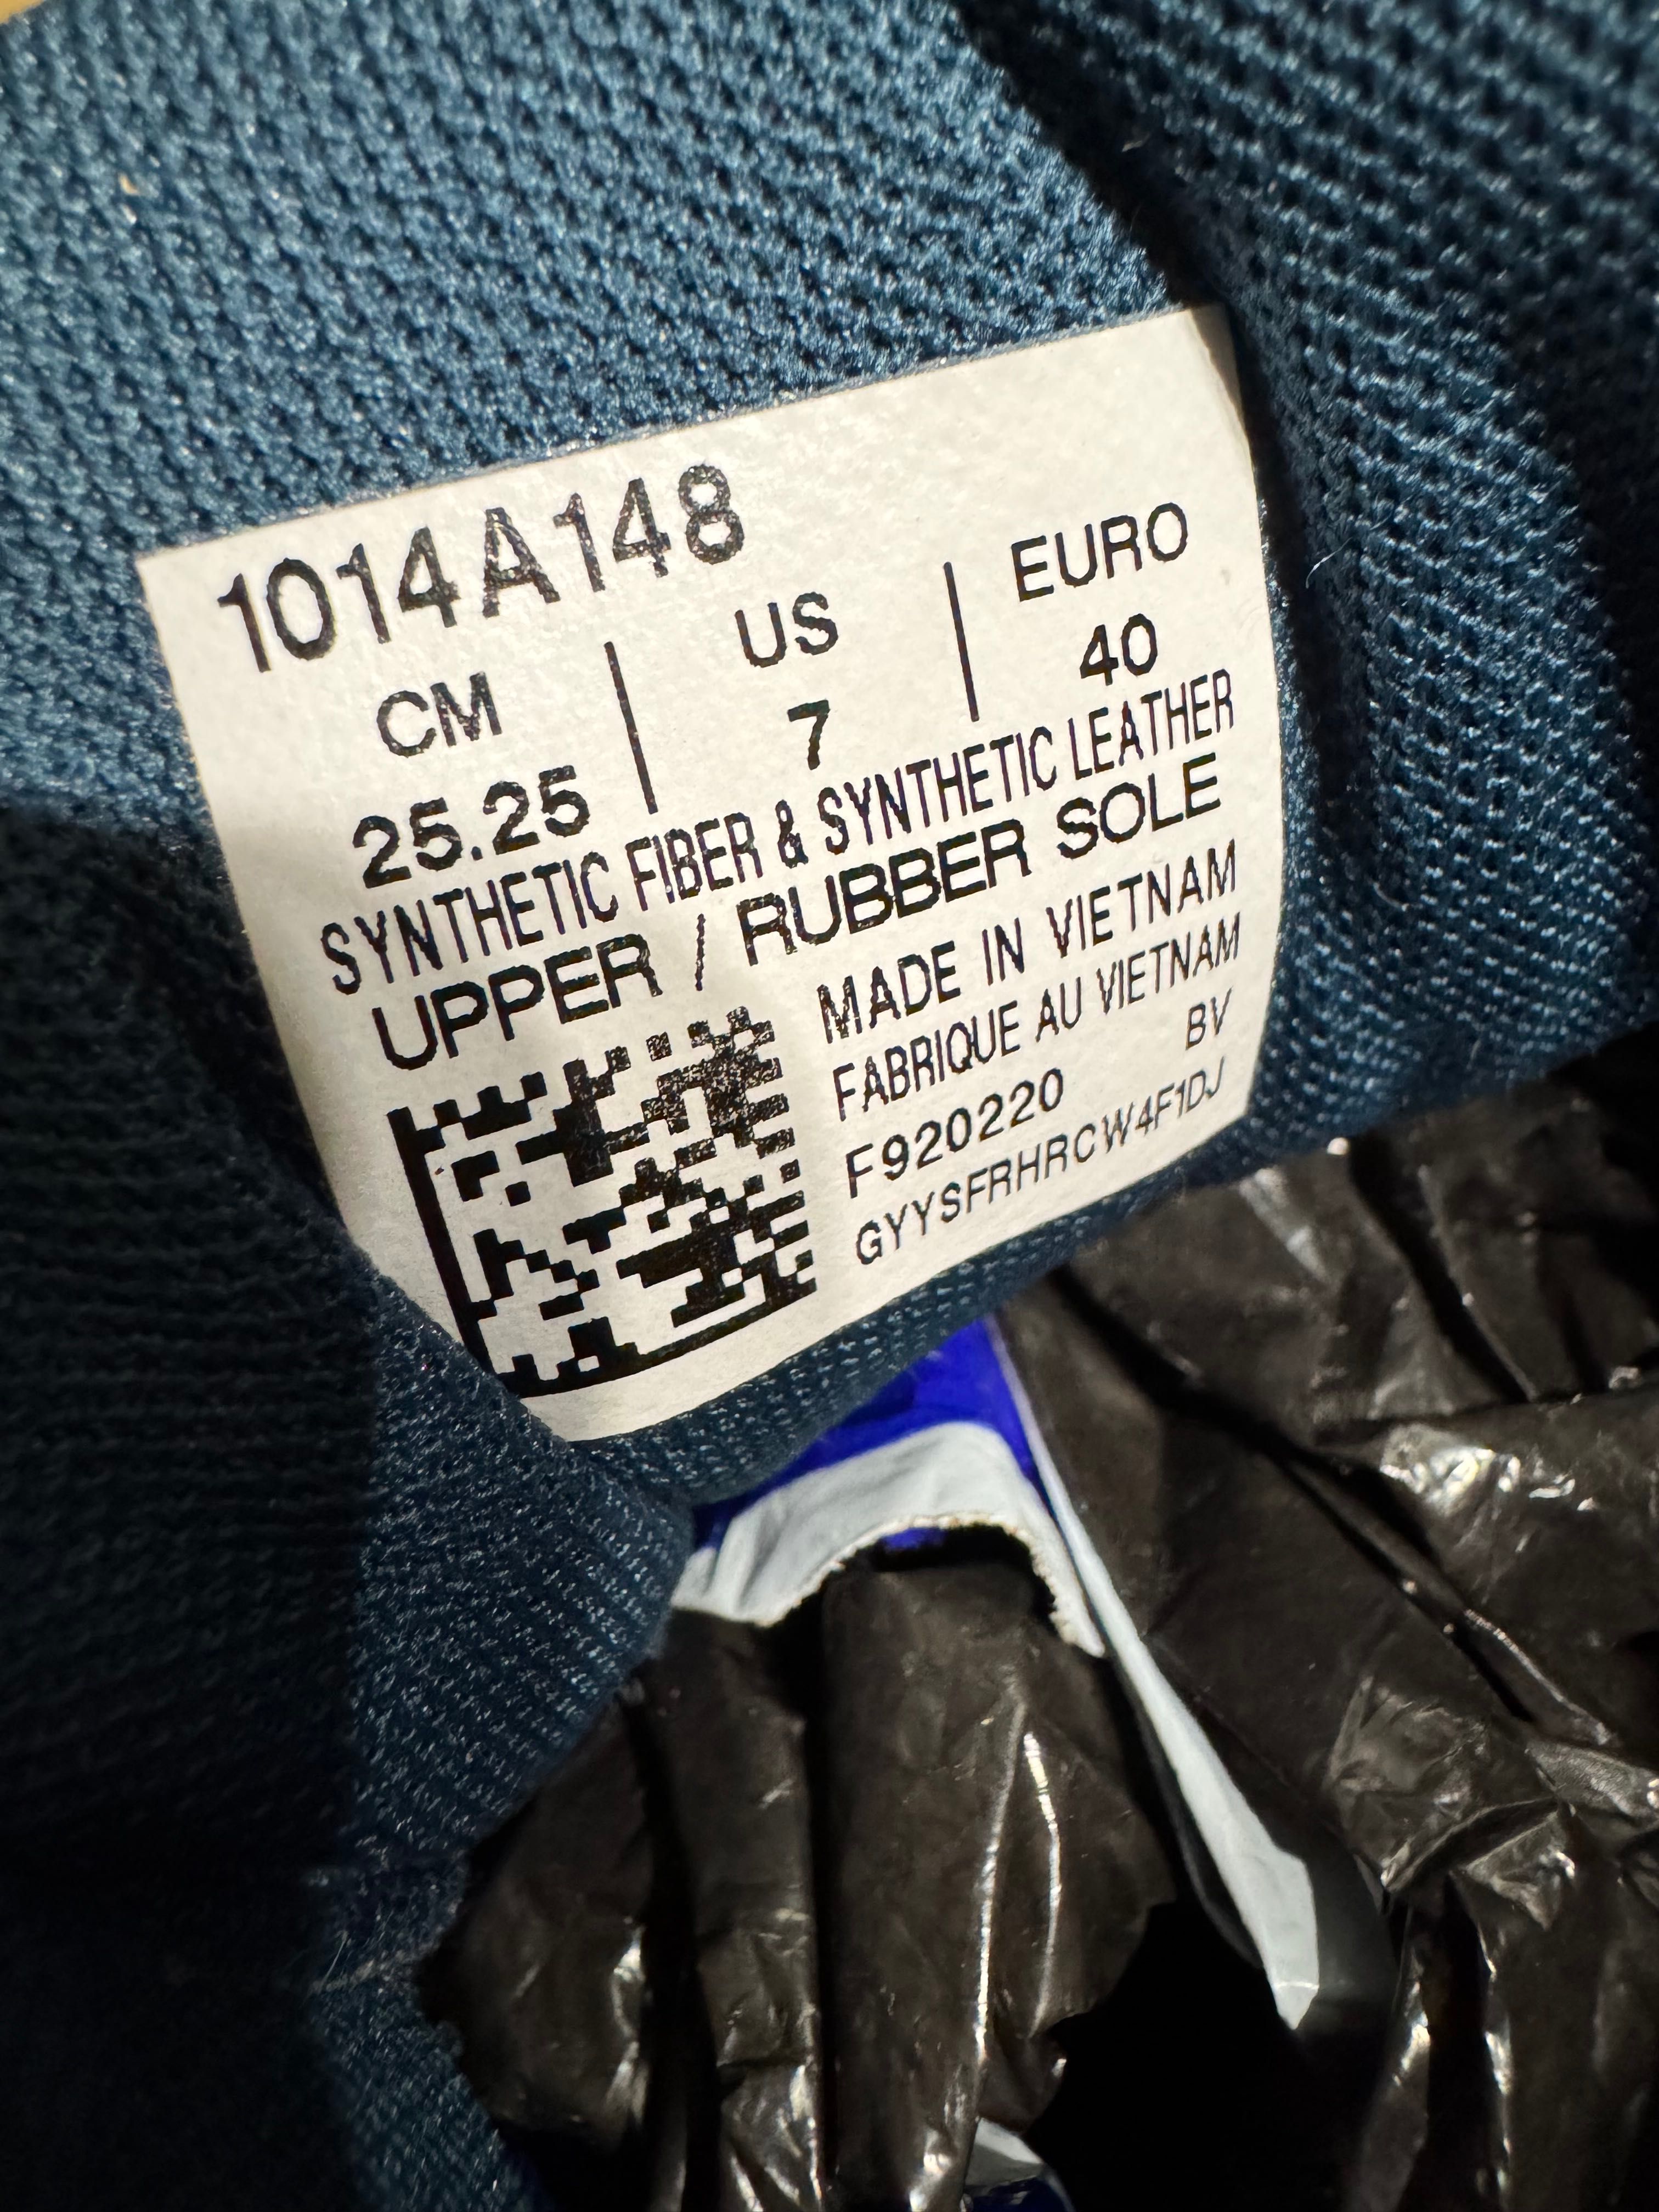 1014A148
CM | US | EURO
25.25 | 7 | 40
SYNTHETIC FIBER & SYNTHETIC LEATHER
UPPER / RUBBER SOLE
MADE IN VIETNAM
FABRIQUE AU VIETNAM
BV
F920220
GYYSFRHRCW4F1DJ